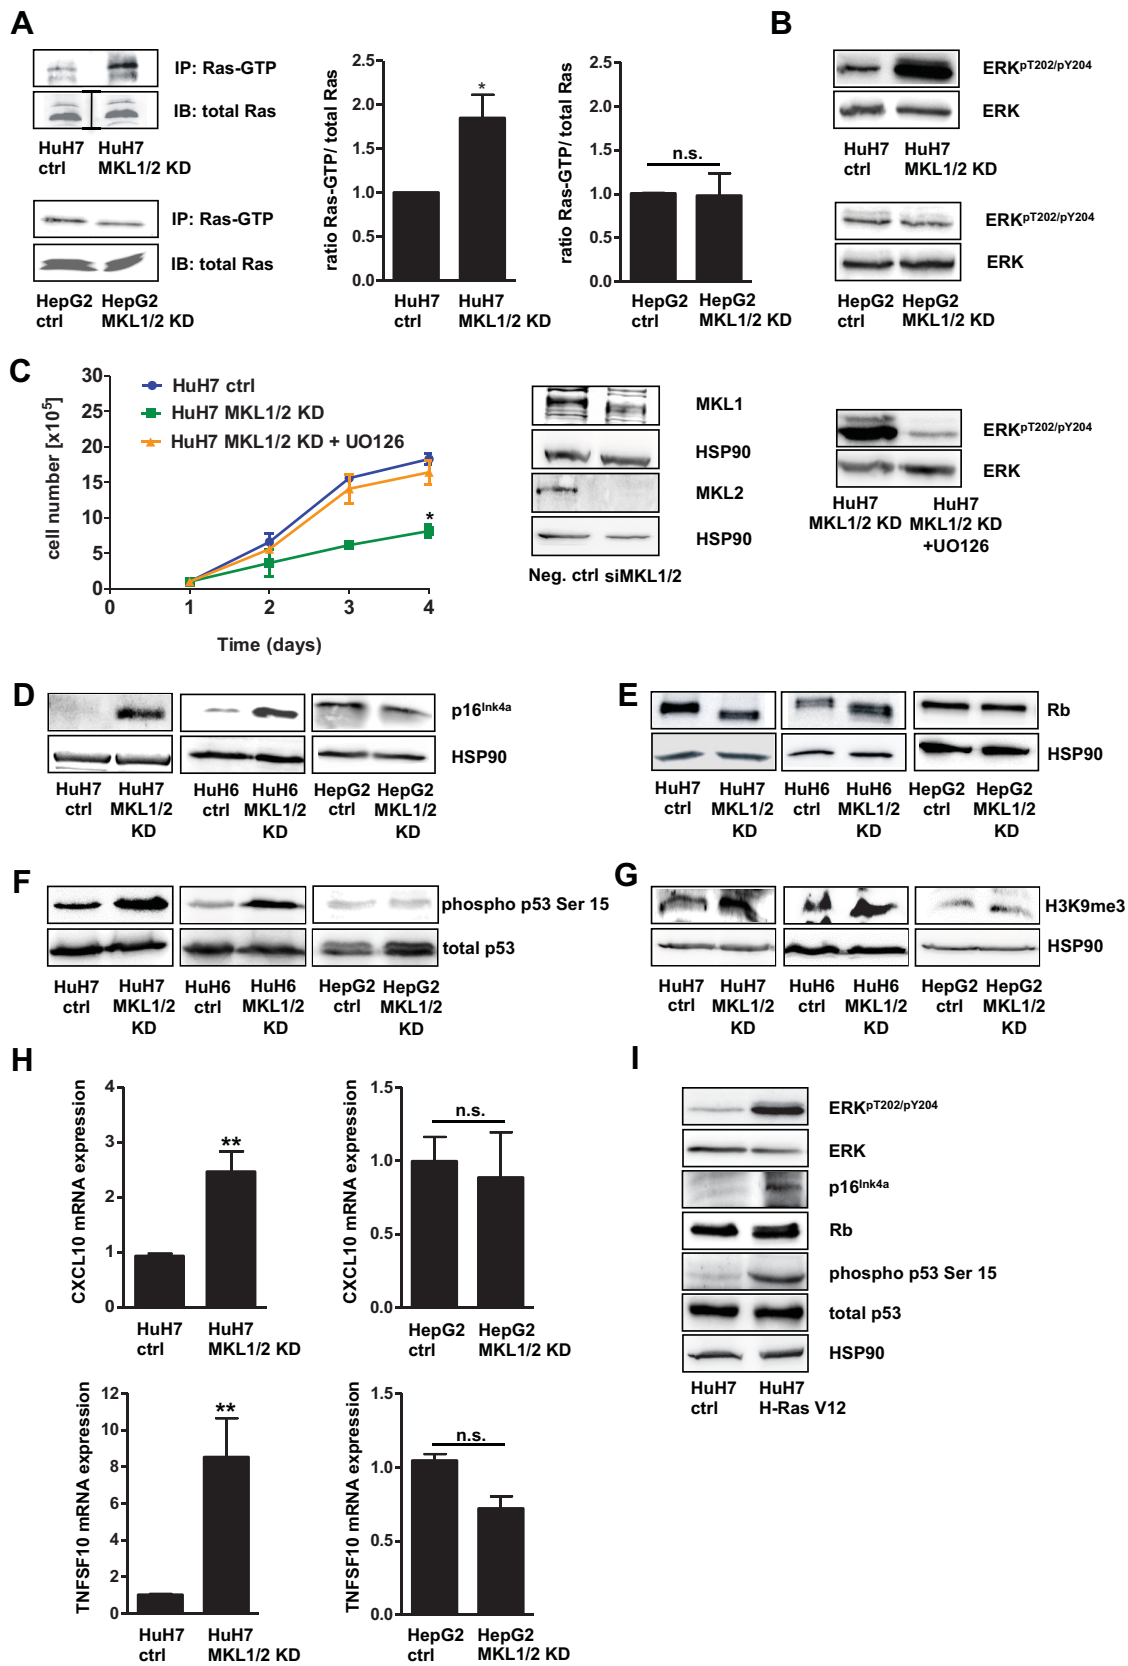 A
IP: Ras-GTP
IB: total Ras
HuH7 HuH7
ctrl MKL1/2 KD
IP: Ras-GTP
IB: total Ras
HepG2 HepG2
ctrl MKL1/2 KD
ratio Ras-GTP/ total Ras
2.5
2.0
1.5
1.0
0.5
0.0
*
HuH7 HuH7
ctrl MKL1/2 KD
ratio Ras-GTP/ total Ras
2.5
2.0
1.5
1.0
0.5
0.0
n.s.
HepG2 HepG2
ctrl MKL1/2 KD
B
ERKpT202/pY204
ERK
HuH7 HuH7
ctrl MKL1/2 KD
ERKpT202/pY204
ERK
HepG2 HepG2
ctrl MKL1/2 KD
C
cell number [x10⁵]
30
25
20
15
10
5
0
HuH7 ctrl
HuH7 MKL1/2 KD
HuH7 MKL1/2 KD + UO126
*
0 1 2 3 4
Time (days)
MKL1
HSP90
MKL2
HSP90
Neg. ctrl siMKL1/2
ERKpT202/pY204
ERK
HuH7 HuH7
MKL1/2 KD MKL1/2 KD
+UO126
D
p16Ink4a
HSP90
HuH7 HuH7 HuH6 HuH6 HepG2 HepG2
ctrl MKL1/2 ctrl MKL1/2 ctrl MKL1/2
KD KD KD
E
Rb
HSP90
HuH7 HuH7 HuH6 HuH6 HepG2 HepG2
ctrl MKL1/2 ctrl MKL1/2 ctrl MKL1/2
KD KD KD
F
phospho p53 Ser 15
total p53
HuH7 HuH7 HuH6 HuH6 HepG2 HepG2
ctrl MKL1/2 ctrl MKL1/2 ctrl MKL1/2
KD KD KD
G
H3K9me3
HSP90
HuH7 HuH7 HuH6 HuH6 HepG2 HepG2
ctrl MKL1/2 ctrl MKL1/2 ctrl MKL1/2
KD KD KD
H
CXCL10 mRNA expression
4
3
2
1
0
**
HuH7 HuH7
ctrl MKL1/2 KD
CXCL10 mRNA expression
1.5
1.0
0.5
0.0
n.s.
HepG2 HepG2
ctrl MKL1/2 KD
TNFSF10 mRNA expression
12
10
8
6
4
2
0
**
HuH7 HuH7
ctrl MKL1/2 KD
TNFSF10 mRNA expression
1.5
1.0
0.5
0.0
n.s.
HepG2 HepG2
ctrl MKL1/2 KD
I
ERKpT202/pY204
ERK
p16Ink4a
Rb
phospho p53 Ser 15
total p53
HSP90
HuH7 HuH7
ctrl H-Ras V12